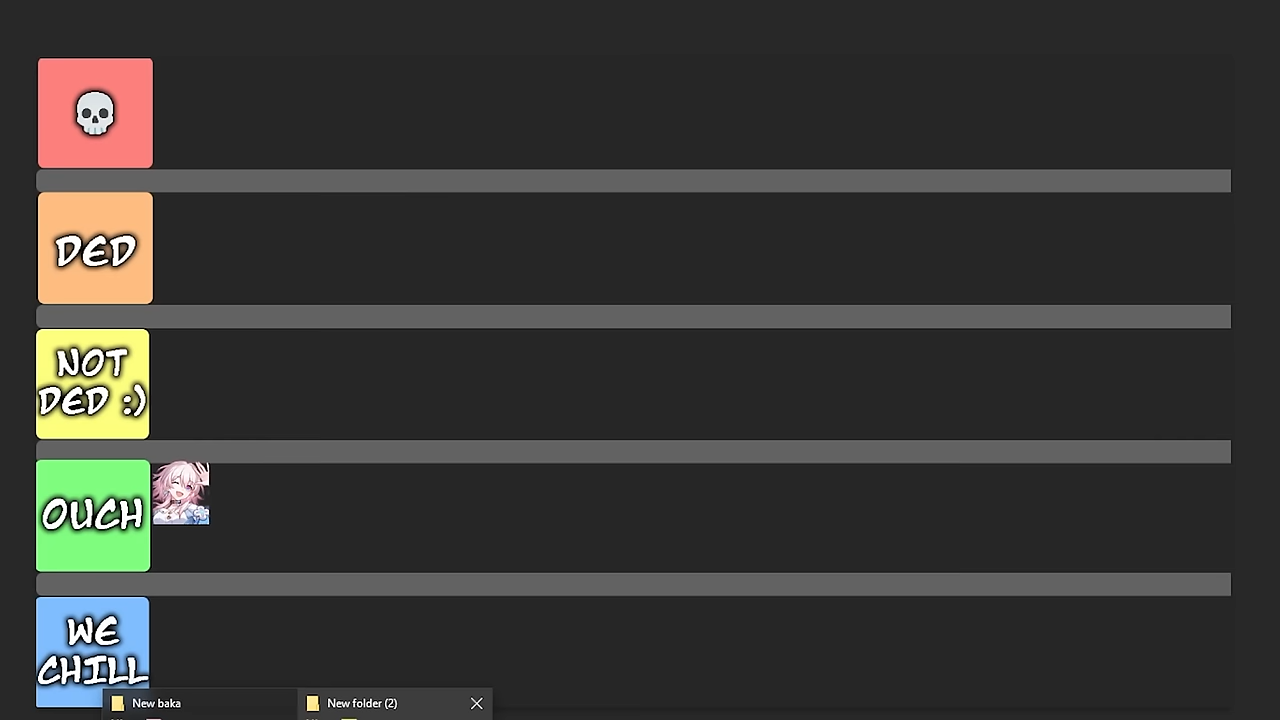 DED
NOT
DED :)
OUCH
WE
CHILL
New baka
New folder (2)